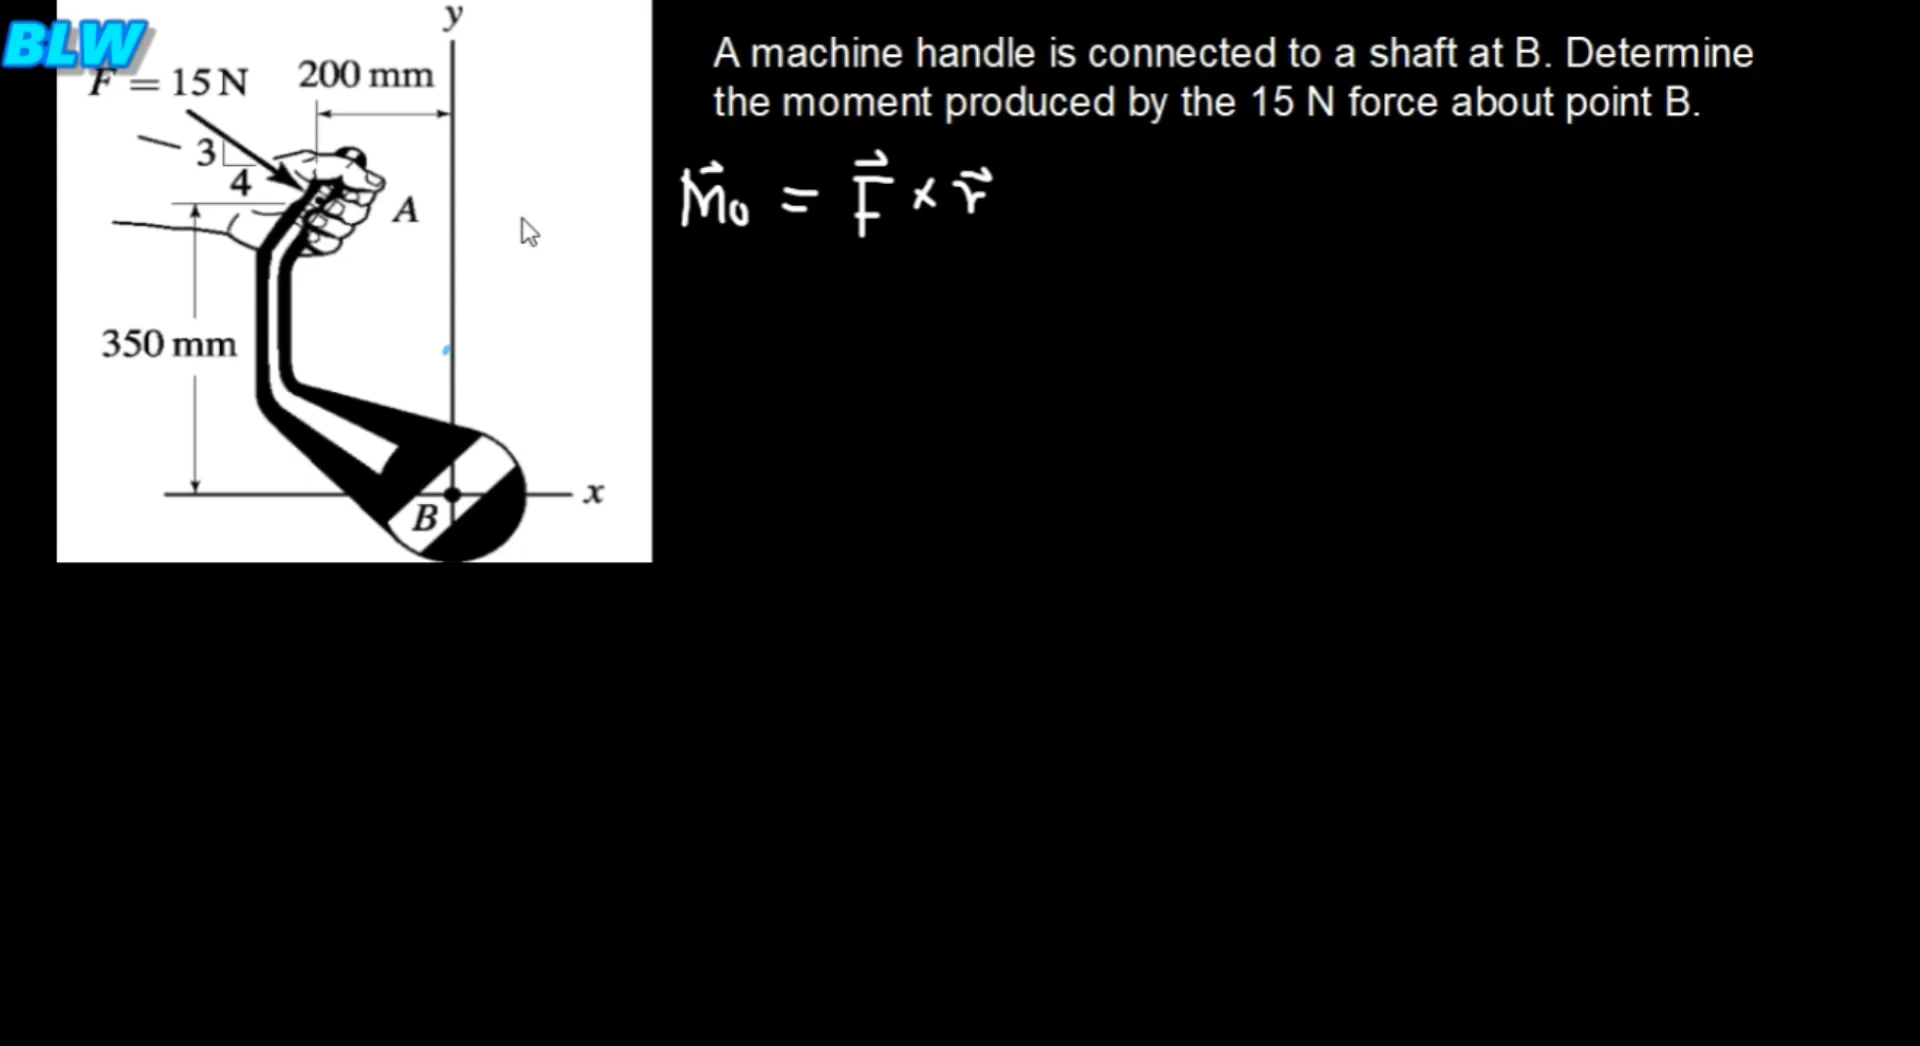 BLW
F = 15 N
200 mm
y
3
4
A
350 mm
B
x
A machine handle is connected to a shaft at B. Determine
the moment produced by the 15 N force about point B.
M⃗₀ = F⃗ × r⃗